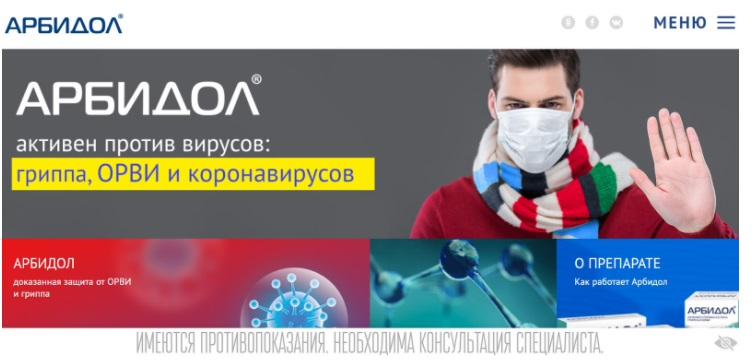 АРБИДОЛ®
МЕНЮ
АРБИДОЛ®
активен против вирусов:
гриппа, ОРВИ и коронавирусов
АРБИДОЛ
доказанная защита от ОРВИ
и гриппа
О ПРЕПАРАТЕ
Как работает Арбидол
АРБИДОЛ®
ИМЕЮТСЯ ПРОТИВОПОКАЗАНИЯ. НЕОБХОДИМА КОНСУЛЬТАЦИЯ СПЕЦИАЛИСТА.